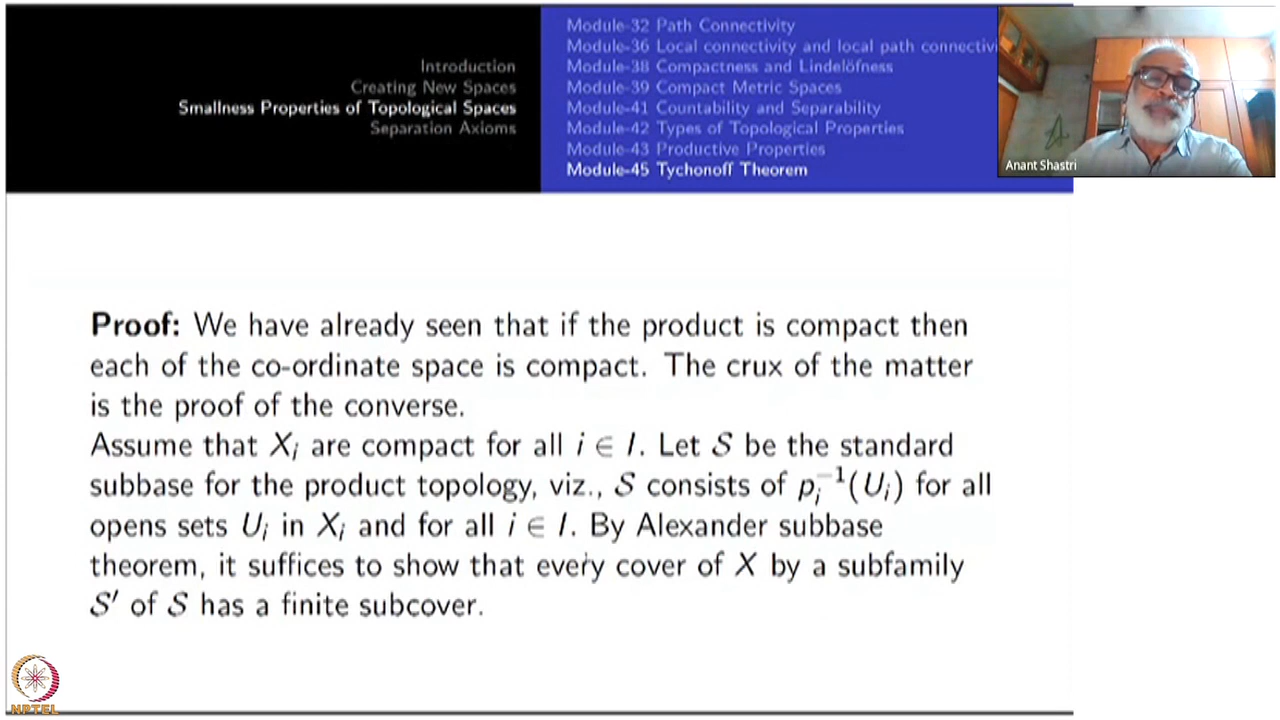 Introduction
Creating New Spaces
Smallness Properties of Topological Spaces
Separation Axioms
Module-32 Path Connectivity
Module-36 Local connectivity and local path connectiv
Module-38 Compactness and Lindelöfness
Module-39 Compact Metric Spaces
Module-41 Countability and Separability
Module-42 Types of Topological Properties
Module-43 Productive Properties
Module-45 Tychonoff Theorem
Anant Shastri
Proof: We have already seen that if the product is compact then
each of the co-ordinate space is compact. The crux of the matter
is the proof of the converse.
Assume that Xᵢ are compact for all i ∈ I. Let 𝒮 be the standard
subbase for the product topology, viz., 𝒮 consists of pᵢ⁻¹(Uᵢ) for all
opens sets Uᵢ in Xᵢ and for all i ∈ I. By Alexander subbase
theorem, it suffices to show that every cover of X by a subfamily
𝒮′ of 𝒮 has a finite subcover.
NPTEL